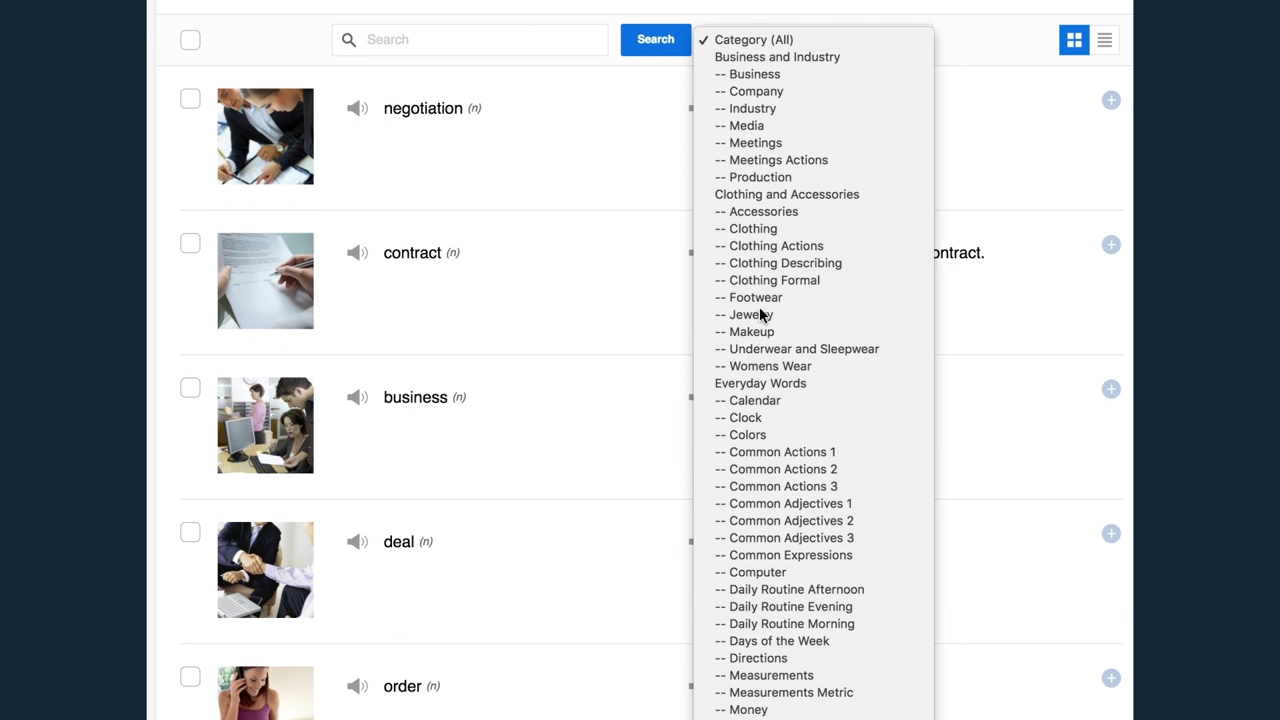 Search
Search
✓ Category (All)
Business and Industry
-- Business
-- Company
-- Industry
-- Media
-- Meetings
-- Meetings Actions
-- Production
Clothing and Accessories
-- Accessories
-- Clothing
-- Clothing Actions
-- Clothing Describing
-- Clothing Formal
-- Footwear
-- Jewelry
-- Makeup
-- Underwear and Sleepwear
-- Womens Wear
Everyday Words
-- Calendar
-- Clock
-- Colors
-- Common Actions 1
-- Common Actions 2
-- Common Actions 3
-- Common Adjectives 1
-- Common Adjectives 2
-- Common Adjectives 3
-- Common Expressions
-- Computer
-- Daily Routine Afternoon
-- Daily Routine Evening
-- Daily Routine Morning
-- Days of the Week
-- Directions
-- Measurements
-- Measurements Metric
-- Money
negotiation (n)
contract (n)
ontract.
business (n)
deal (n)
order (n)